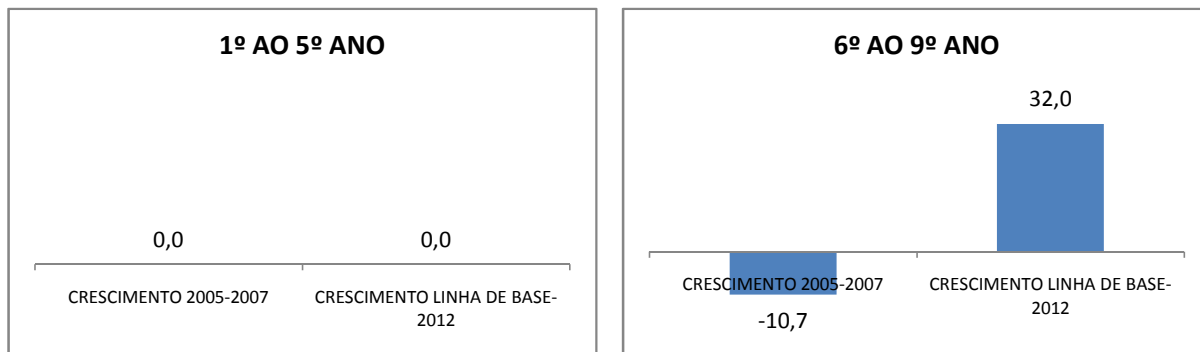 1º AO 5º ANO
0,0
0,0
CRESCIMENTO 2005-2007
CRESCIMENTO LINHA DE BASE-
2012
6º AO 9º ANO
32,0
CRESCIMENTO 2005-2007
CRESCIMENTO LINHA DE BASE-
2012
-10,7